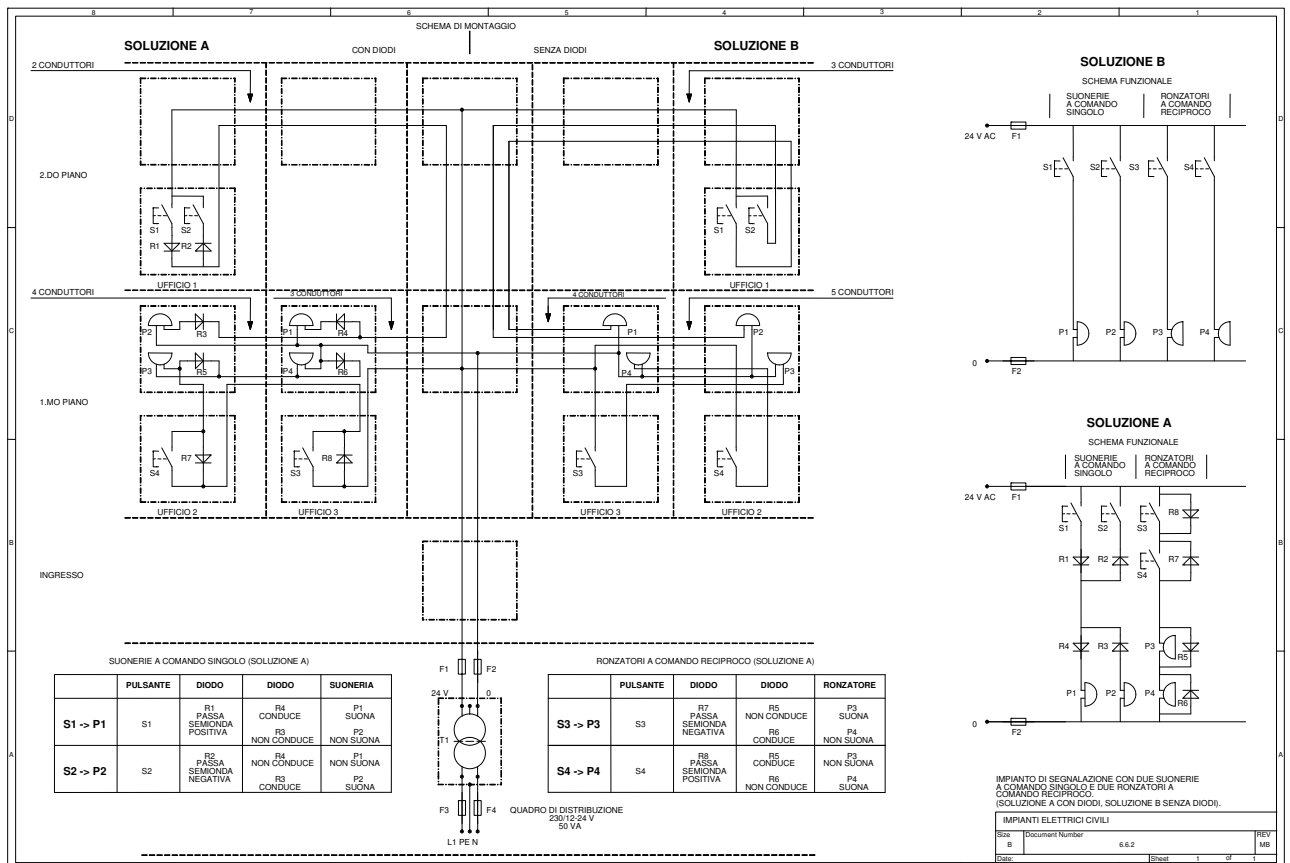 8 7 6 5 4 3 2 1
SCHEMA DI MONTAGGIO
SOLUZIONE A
CON DIODI
SENZA DIODI
SOLUZIONE B
2 CONDUTTORI
3 CONDUTTORI
D
2.DO PIANO
S1 S2
R1 R2
UFFICIO 1
S1 S2
UFFICIO 1
4 CONDUTTORI
3 CONDUTTORI
4 CONDUTTORI
5 CONDUTTORI
C
P2 R3
P1 R4
P1
P2
P3 R5
P4 R6
P4
P3
1.MO PIANO
S4 R7
S3 R8
S3
S4
UFFICIO 2
UFFICIO 3
UFFICIO 3
UFFICIO 2
B
INGRESSO
SUONERIE A COMANDO SINGOLO (SOLUZIONE A)
PULSANTE DIODO DIODO SUONERIA
S1 -> P1
S1
R1
PASSA
SEMIONDA
POSITIVA
R4
CONDUCE
R3
NON CONDUCE
P1
SUONA
P2
NON SUONA
S2 -> P2
S2
R2
PASSA
SEMIONDA
NEGATIVA
R4
NON CONDUCE
R3
CONDUCE
P1
NON SUONA
P2
SUONA
A
F1 F2
24 V 0
T1
F3 F4
L1 PE N
QUADRO DI DISTRIBUZIONE
230/12-24 V
50 VA
RONZATORI A COMANDO RECIPROCO (SOLUZIONE A)
PULSANTE DIODO DIODO RONZATORE
S3 -> P3
S3
R7
PASSA
SEMIONDA
NEGATIVA
R5
NON CONDUCE
R6
CONDUCE
P3
SUONA
P4
NON SUONA
S4 -> P4
S4
R8
PASSA
SEMIONDA
POSITIVA
R5
CONDUCE
R6
NON CONDUCE
P3
NON SUONA
P4
SUONA
SOLUZIONE B
SCHEMA FUNZIONALE
SUONERIE
A COMANDO
SINGOLO
RONZATORI
A COMANDO
RECIPROCO
24 V AC F1
S1 S2 S3 S4
P1 P2 P3 P4
0
F2
SOLUZIONE A
SCHEMA FUNZIONALE
SUONERIE
A COMANDO
SINGOLO
RONZATORI
A COMANDO
RECIPROCO
24 V AC F1
S1 S2 S3 R8
R1 R2 S4 R7
R4 R3 P3 R5
P1 P2 P4 R6
0
F2
D
C
B
A
IMPIANTO DI SEGNALAZIONE CON DUE SUONERIE
A COMANDO SINGOLO E DUE RONZATORI A
COMANDO RECIPROCO.
(SOLUZIONE A CON DIODI, SOLUZIONE B SENZA DIODI).
IMPIANTI ELETTRICI CIVILI
Size Document Number REV
B 6.6.2 MB
Date: Sheet 1 of 1